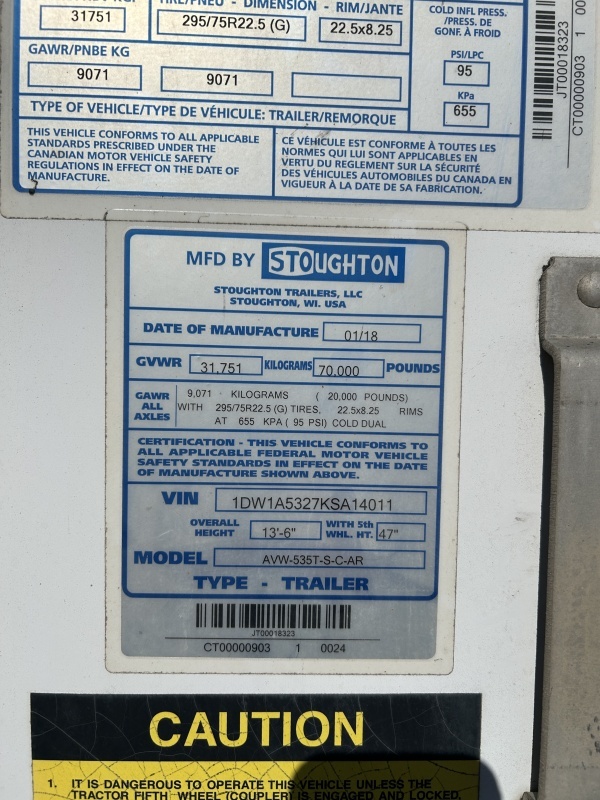 TIRE/PNEU - DIMENSION - RIM/JANTE
31751
295/75R22.5 (G)
22.5x8.25
COLD INFL PRESS.
/PRESS. DE
GONF. À FROID
GAWR/PNBE KG
9071
9071
PSI/LPC
95
KPa
655
TYPE OF VEHICLE/TYPE DE VÉHICULE: TRAILER/REMORQUE
THIS VEHICLE CONFORMS TO ALL APPLICABLE
STANDARDS PRESCRIBED UNDER THE
CANADIAN MOTOR VEHICLE SAFETY
REGULATIONS IN EFFECT ON THE DATE OF
MANUFACTURE.
CE VÉHICULE EST CONFORME À TOUTES LES
NORMES QUI LUI SONT APPLICABLES EN
VERTU DU REGLEMENT SUR LA SÉCURITÉ
DES VÉHICULES AUTOMOBILES DU CANADA EN
VIGUEUR À LA DATE DE SA FABRICATION.
JT00018323
CT00000903 1 00
MFD BY STOUGHTON
STOUGHTON TRAILERS, LLC
STOUGHTON, WI. USA
DATE OF MANUFACTURE 01/18
GVWR 31,751 KILOGRAMS 70,000 POUNDS
GAWR
ALL
AXLES
9,071 KILOGRAMS ( 20,000 POUNDS)
WITH 295/75R22.5 (G) TIRES, 22.5x8.25 RIMS
AT 655 KPA ( 95 PSI) COLD DUAL
CERTIFICATION - THIS VEHICLE CONFORMS TO
ALL APPLICABLE FEDERAL MOTOR VEHICLE
SAFETY STANDARDS IN EFFECT ON THE DATE
OF MANUFACTURE SHOWN ABOVE.
VIN 1DW1A5327KSA14011
OVERALL
HEIGHT
13'-6"
WITH 5th
WHL. HT.
47"
MODEL AVW-535T-S-C-AR
TYPE - TRAILER
JT00018323
CT00000903 1 0024
CAUTION
1. IT IS DANGEROUS TO OPERATE THIS VEHICLE UNLESS THE
TRACTOR FIFTH WHEEL (COUPLER) IS ENGAGED AND LOCKED.